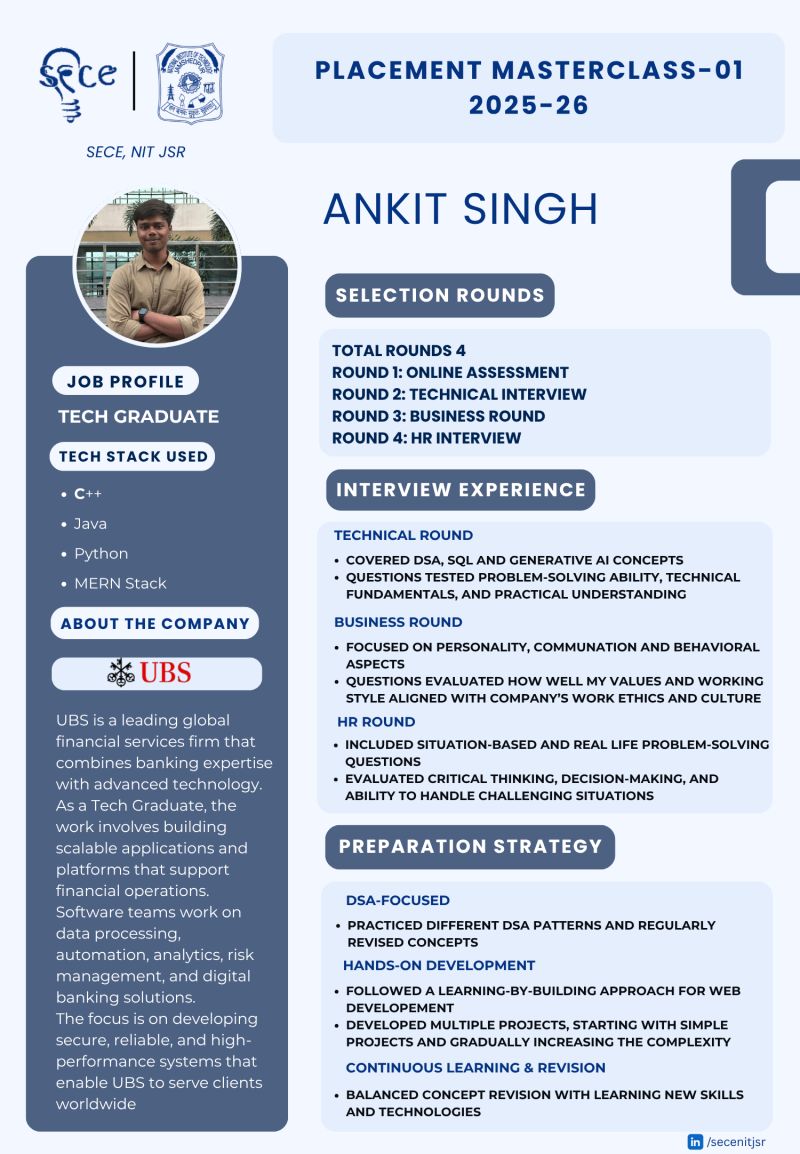 sece
NATIONAL INSTITUTE OF TECHNOLOGY
JAMSHEDPUR
SECE, NIT JSR
PLACEMENT MASTERCLASS-01
2025-26
ANKIT SINGH
JOB PROFILE
TECH GRADUATE
TECH STACK USED
• C++
• Java
• Python
• MERN Stack
ABOUT THE COMPANY
UBS
UBS is a leading global
financial services firm that
combines banking expertise
with advanced technology.
As a Tech Graduate, the
work involves building
scalable applications and
platforms that support
financial operations.
Software teams work on
data processing,
automation, analytics, risk
management, and digital
banking solutions.
The focus is on developing
secure, reliable, and high-
performance systems that
enable UBS to serve clients
worldwide
SELECTION ROUNDS
TOTAL ROUNDS 4
ROUND 1: ONLINE ASSESSMENT
ROUND 2: TECHNICAL INTERVIEW
ROUND 3: BUSINESS ROUND
ROUND 4: HR INTERVIEW
INTERVIEW EXPERIENCE
TECHNICAL ROUND
• COVERED DSA, SQL AND GENERATIVE AI CONCEPTS
• QUESTIONS TESTED PROBLEM-SOLVING ABILITY, TECHNICAL
FUNDAMENTALS, AND PRACTICAL UNDERSTANDING
BUSINESS ROUND
• FOCUSED ON PERSONALITY, COMMUNATION AND BEHAVIORAL
ASPECTS
• QUESTIONS EVALUATED HOW WELL MY VALUES AND WORKING
STYLE ALIGNED WITH COMPANY'S WORK ETHICS AND CULTURE
HR ROUND
• INCLUDED SITUATION-BASED AND REAL LIFE PROBLEM-SOLVING
QUESTIONS
• EVALUATED CRITICAL THINKING, DECISION-MAKING, AND
ABILITY TO HANDLE CHALLENGING SITUATIONS
PREPARATION STRATEGY
DSA-FOCUSED
• PRACTICED DIFFERENT DSA PATTERNS AND REGULARLY
REVISED CONCEPTS
HANDS-ON DEVELOPMENT
• FOLLOWED A LEARNING-BY-BUILDING APPROACH FOR WEB
DEVELOPEMENT
• DEVELOPED MULTIPLE PROJECTS, STARTING WITH SIMPLE
PROJECTS AND GRADUALLY INCREASING THE COMPLEXITY
CONTINUOUS LEARNING & REVISION
• BALANCED CONCEPT REVISION WITH LEARNING NEW SKILLS
AND TECHNOLOGIES
in /secenitjsr